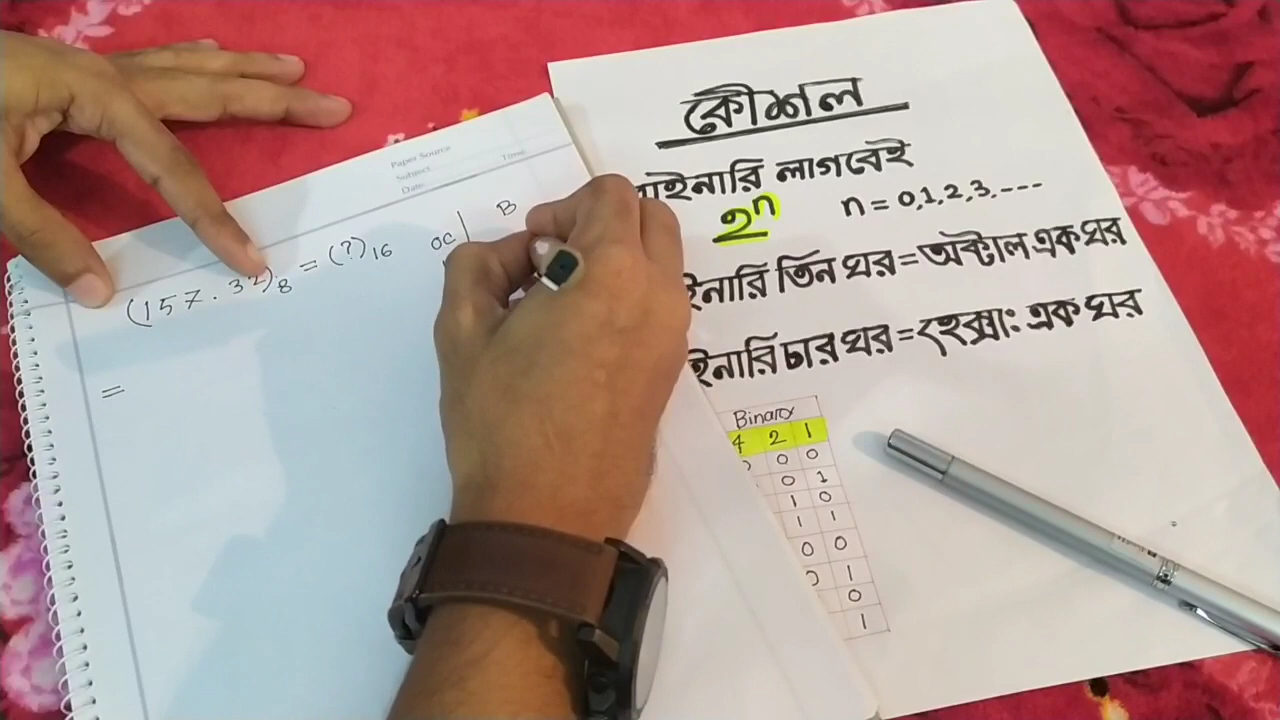 Paper Source
Subject:
Date:
Time:
(157.32)₈ = (?)₁₆
OC | B
=
কৌশল
বাইনারি লাগবেই
2ⁿ n = 0,1,2,3,---
ইনারি তিন ঘর = অক্টাল এক ঘর
ইনারি চার ঘর = হেক্সাঃ এক ঘর
Binary
4 2 1
0 0
0 1
1 0
1 1
0 0
0 1
0
1